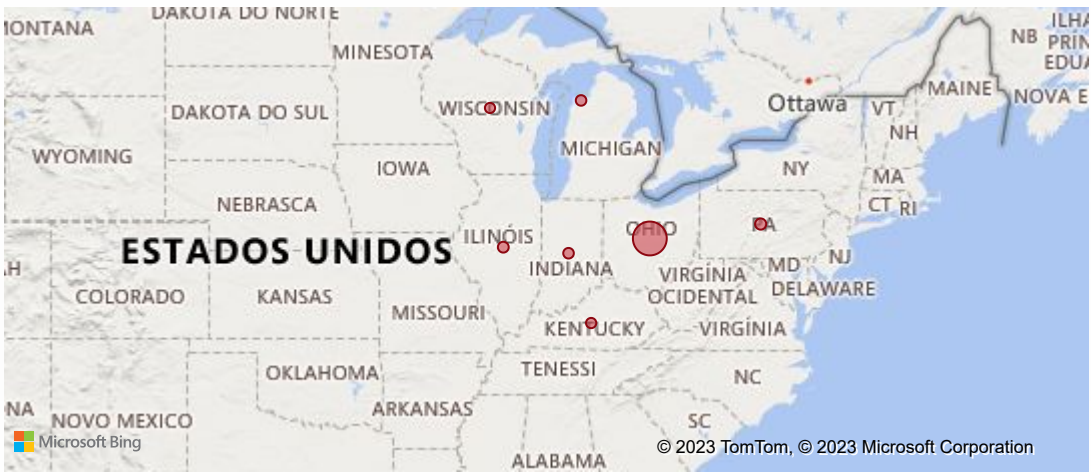 DAKOTA DO NORTE
MONTANA
MINESOTA
NB
ILHA
PRIN
EDUA
DAKOTA DO SUL
WISCONSIN
Ottawa
VT
MAINE
NOVA E
NH
WYOMING
IOWA
MICHIGAN
NY
MA
NEBRASCA
CT
RI
ESTADOS UNIDOS
ILINÓIS
OHIO
PA
INDIANA
VIRGÍNIA
OCIDENTAL
MD
NJ
DELAWARE
AH
COLORADO
KANSAS
MISSOURI
KENTUCKY
VIRGÍNIA
TENESSI
OKLAHOMA
NC
NA
NOVO MEXICO
ARKANSAS
SC
Microsoft Bing
© 2023 TomTom, © 2023 Microsoft Corporation
ALABAMA